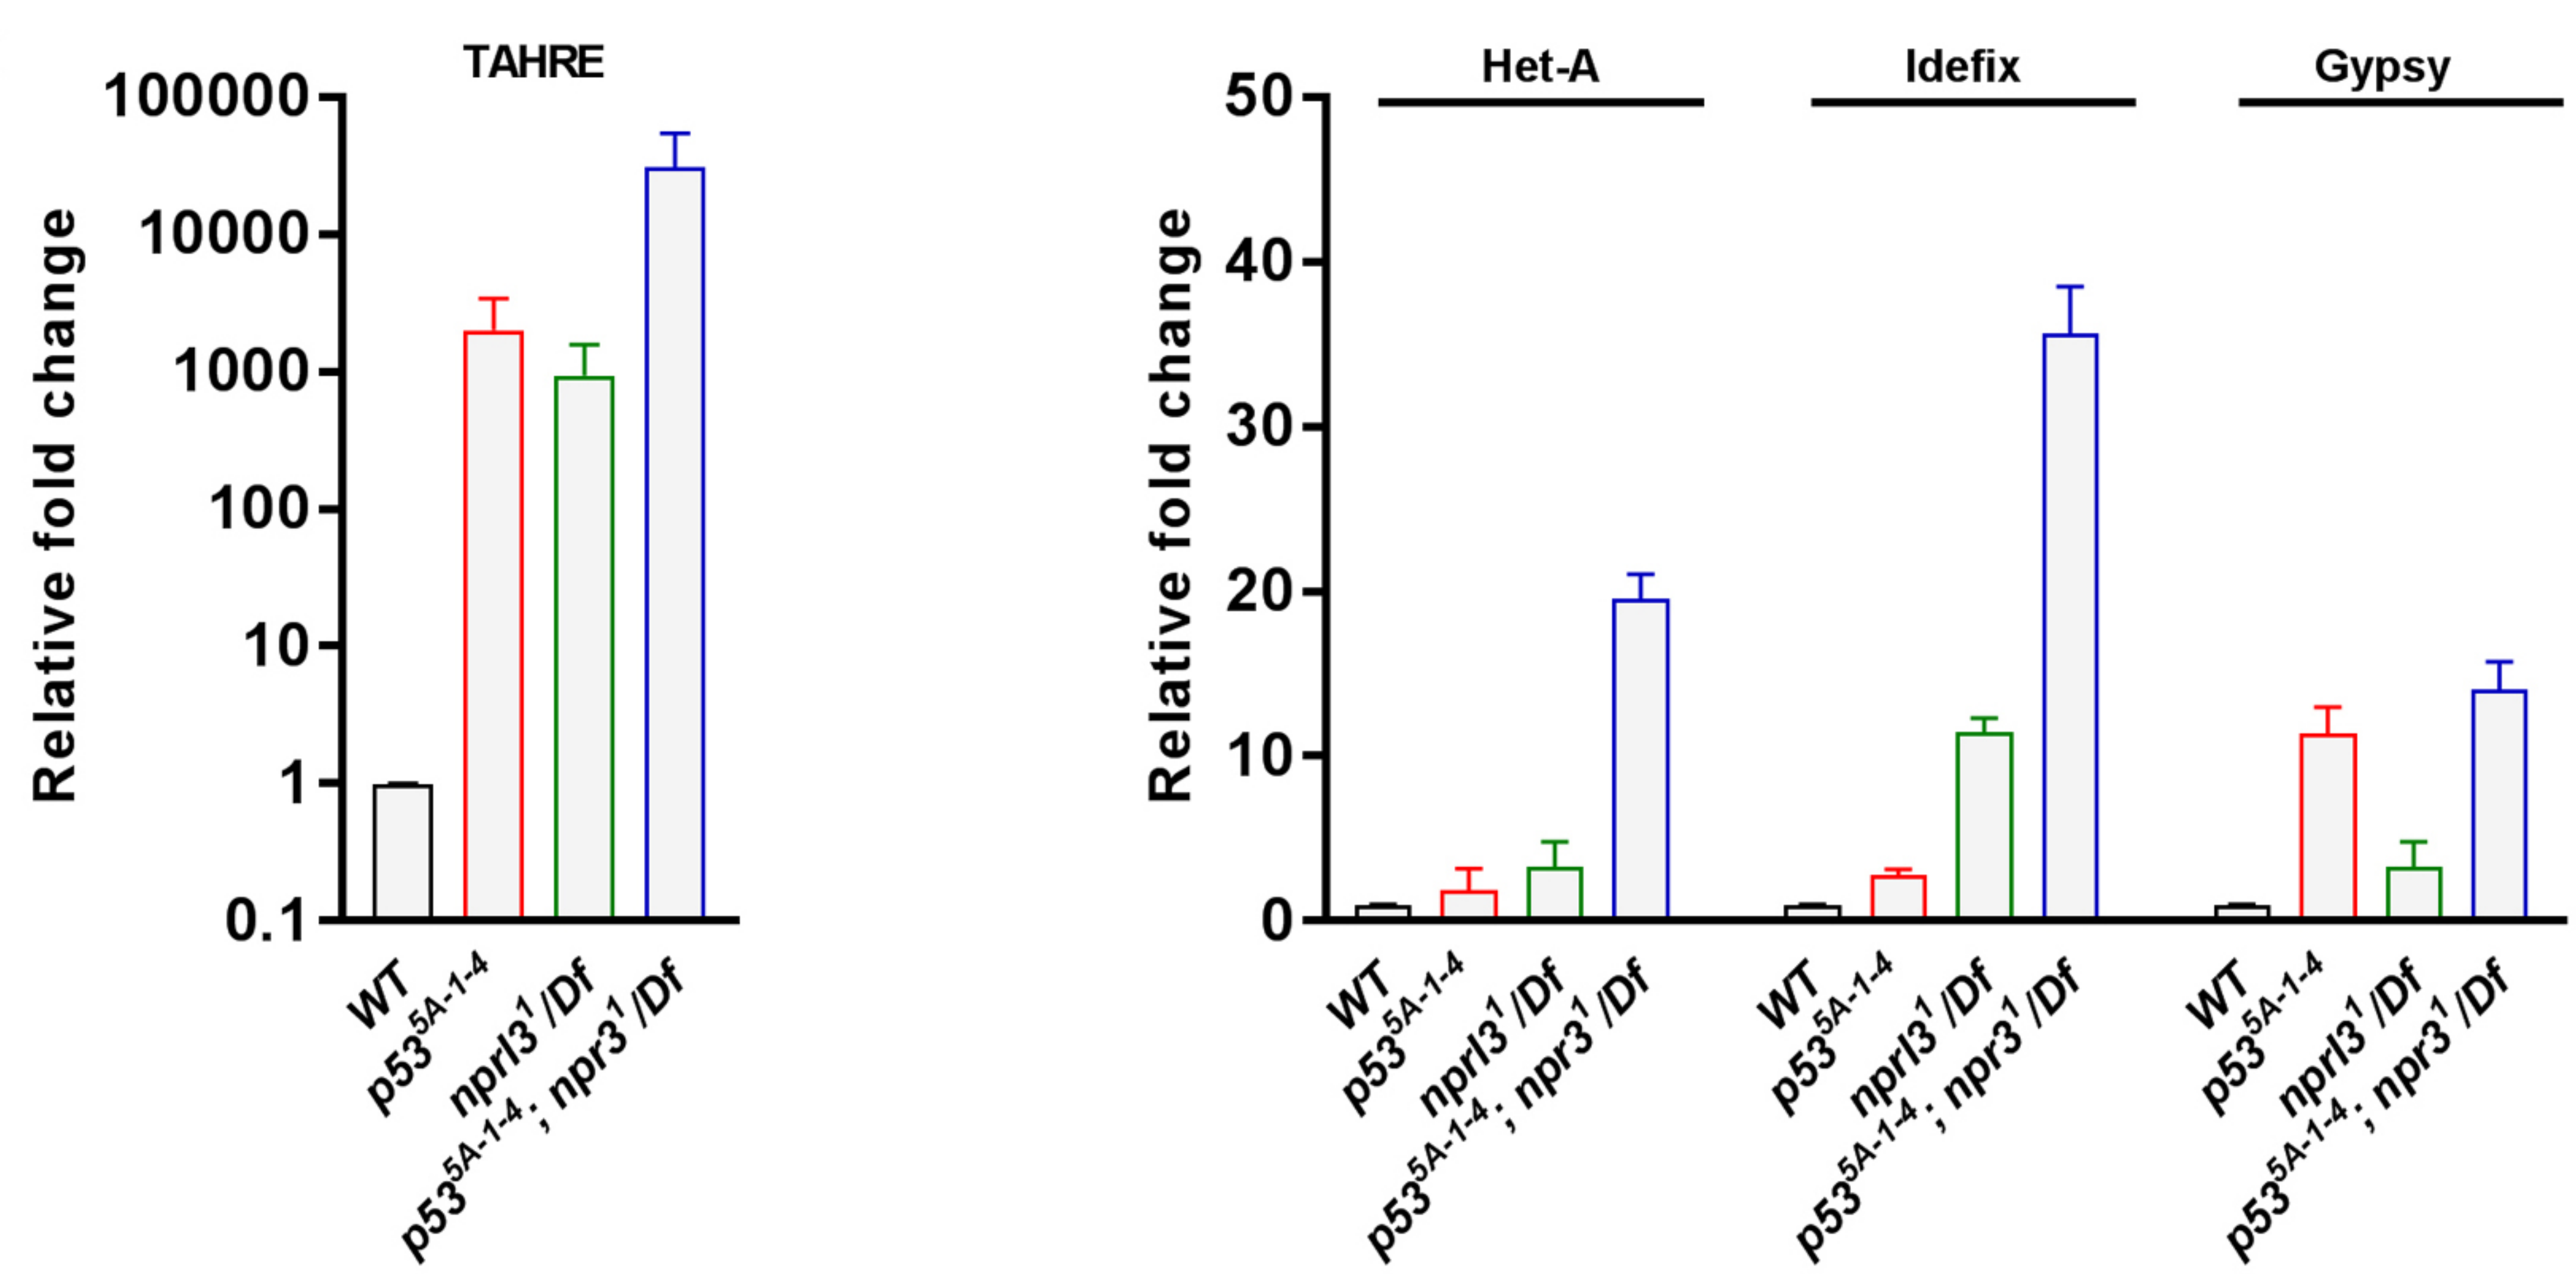 TAHRE
Relative fold change
100000
10000
1000
100
10
1
0.1
WT
p53^5A-1-4
nprl3^1/Df
p53^5A-1-4; npr3^1/Df
Het-A
Idefix
Gypsy
Relative fold change
50
40
30
20
10
0
WT
p53^5A-1-4
nprl3^1/Df
p53^5A-1-4; npr3^1/Df
WT
p53^5A-1-4
nprl3^1/Df
p53^5A-1-4; npr3^1/Df
WT
p53^5A-1-4
nprl3^1/Df
p53^5A-1-4; npr3^1/Df